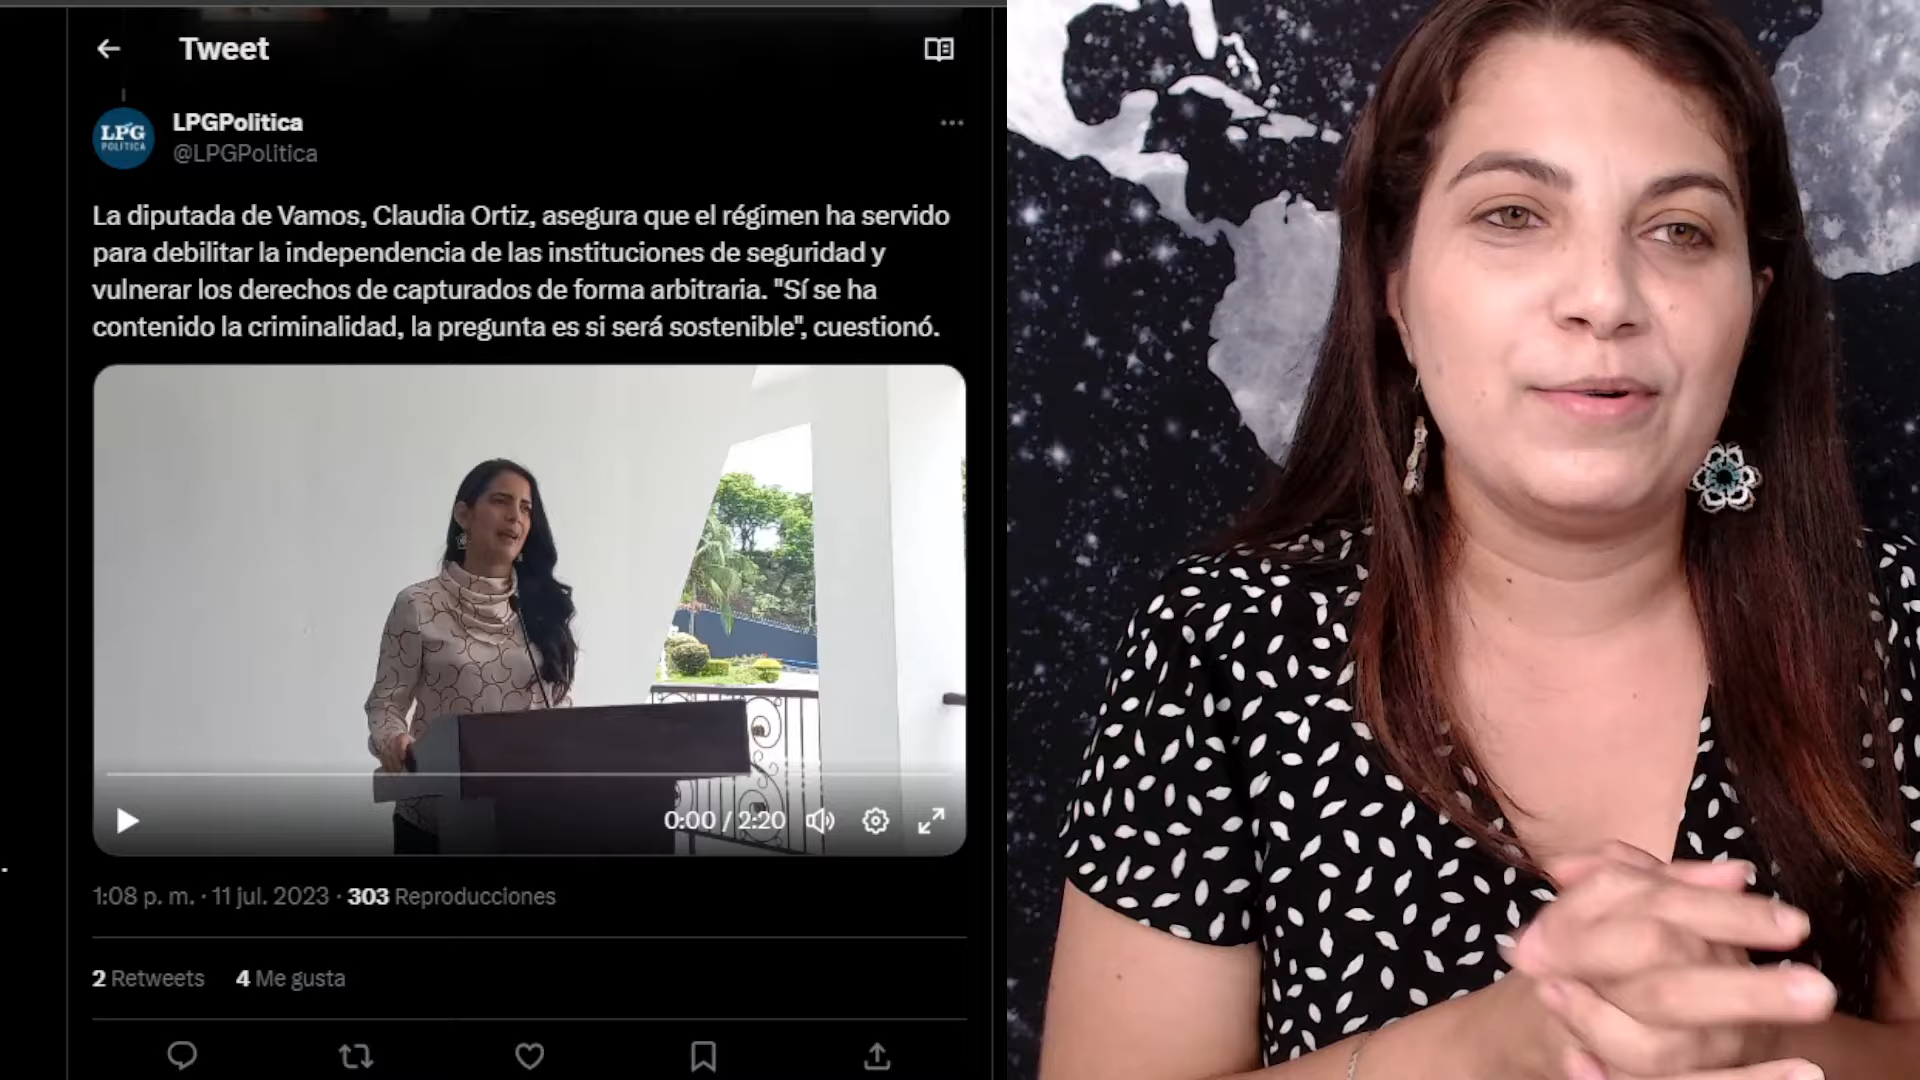 Tweet
LPG
POLÍTICA
LPGPolitica
@LPGPolitica
La diputada de Vamos, Claudia Ortiz, asegura que el régimen ha servido
para debilitar la independencia de las instituciones de seguridad y
vulnerar los derechos de capturados de forma arbitraria. "Sí se ha
contenido la criminalidad, la pregunta es si será sostenible", cuestionó.
0:00 / 2:20
1:08 p. m. · 11 jul. 2023 · 303 Reproducciones
2 Retweets 4 Me gusta